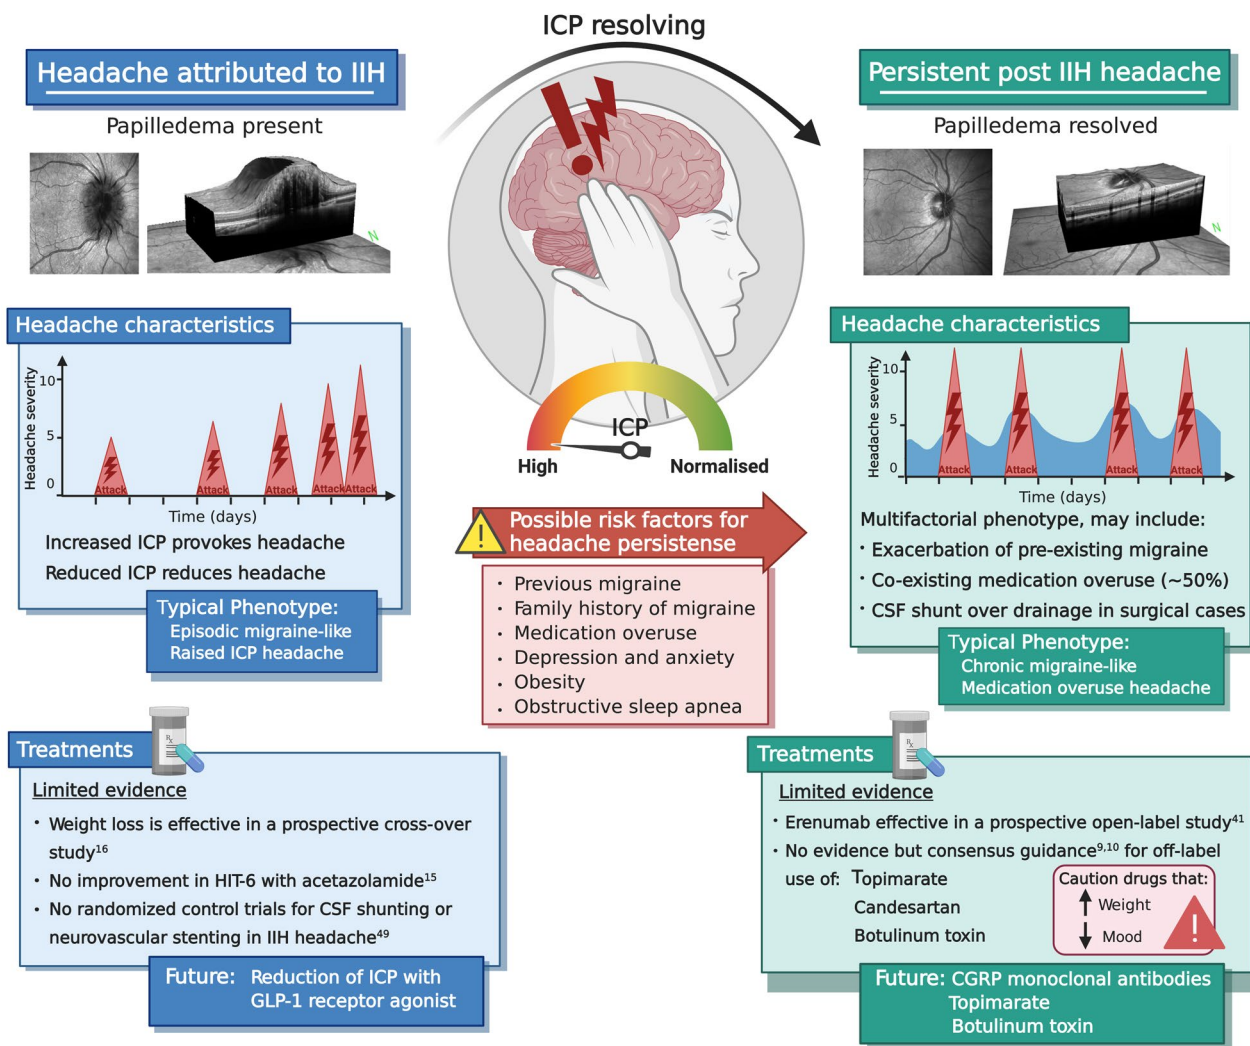 ICP resolving
Headache attributed to IIH
Papilledema present
N
Headache characteristics
Headache severity
10
5
0
Attack
Attack
Attack
Attack
Attack
Time (days)
Increased ICP provokes headache
Reduced ICP reduces headache
Typical Phenotype:
Episodic migraine-like
Raised ICP headache
ICP
High
Normalised
Possible risk factors for
headache persistense
• Previous migraine
• Family history of migraine
• Medication overuse
• Depression and anxiety
• Obesity
• Obstructive sleep apnea
Persistent post IIH headache
Papilledema resolved
N
Headache characteristics
Headache severity
10
5
0
Attack
Attack
Attack
Attack
Time (days)
Multifactorial phenotype, may include:
• Exacerbation of pre-existing migraine
• Co-existing medication overuse (~50%)
• CSF shunt over drainage in surgical cases
Typical Phenotype:
Chronic migraine-like
Medication overuse headache
Treatments
Rx
Limited evidence
• Weight loss is effective in a prospective cross-over
study16
• No improvement in HIT-6 with acetazolamide15
• No randomized control trials for CSF shunting or
neurovascular stenting in IIH headache49
Future: Reduction of ICP with
GLP-1 receptor agonist
Treatments
Rx
Limited evidence
• Erenumab effective in a prospective open-label study41
• No evidence but consensus guidance9,10 for off-label
use of: Topimarate
Candesartan
Botulinum toxin
Caution drugs that:
Weight
Mood
Future: CGRP monoclonal antibodies
Topimarate
Botulinum toxin